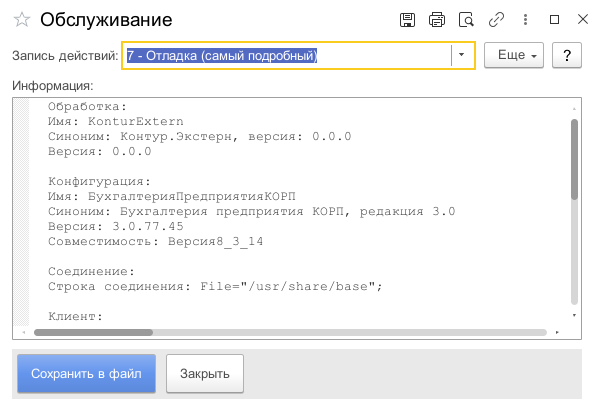 Обслуживание
Запись действий: 7 - Отладка (самый подробный) Еще ?
Информация:
Обработка:
Имя: KonturExtern
Синоним: Контур.Экстерн, версия: 0.0.0
Версия: 0.0.0
Конфигурация:
Имя: БухгалтерияПредприятияКОРП
Синоним: Бухгалтерия предприятия КОРП, редакция 3.0
Версия: 3.0.77.45
Совместимость: Версия8_3_14
Соединение:
Строка соединения: File="/usr/share/base";
Клиент:
Сохранить в файл Закрыть